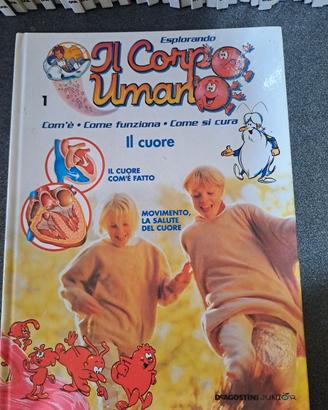 Esplorando
Il Corpo
Umano
1
Com'è • Come funziona • Come si cura
Il cuore
IL CUORE
COM'È FATTO
MOVIMENTO,
LA SALUTE
DEL CUORE
DeAGOSTINI JUNIOR